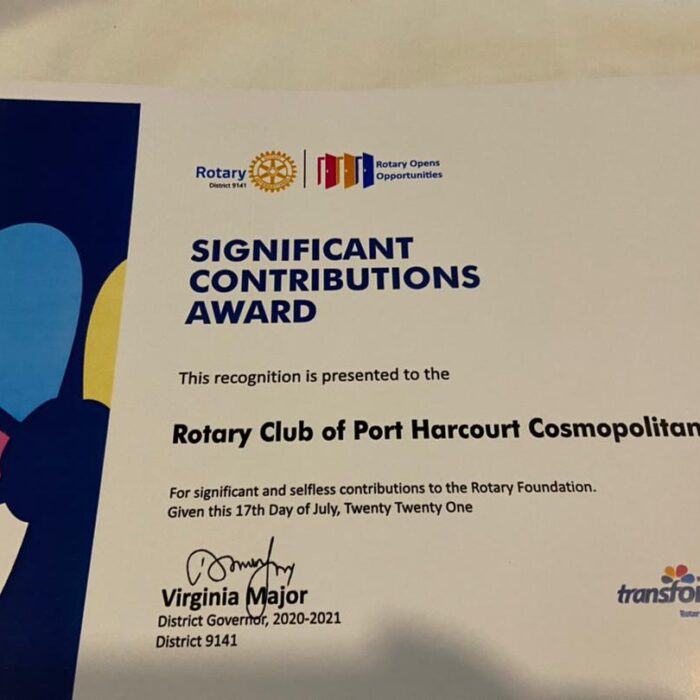 Rotary
District 9141
Rotary Opens
Opportunities
SIGNIFICANT
CONTRIBUTIONS
AWARD
This recognition is presented to the
Rotary Club of Port Harcourt Cosmopolitan
For significant and selfless contributions to the Rotary Foundation.
Given this 17th Day of July, Twenty Twenty One
Virginia Major
District Governor, 2020-2021
District 9141